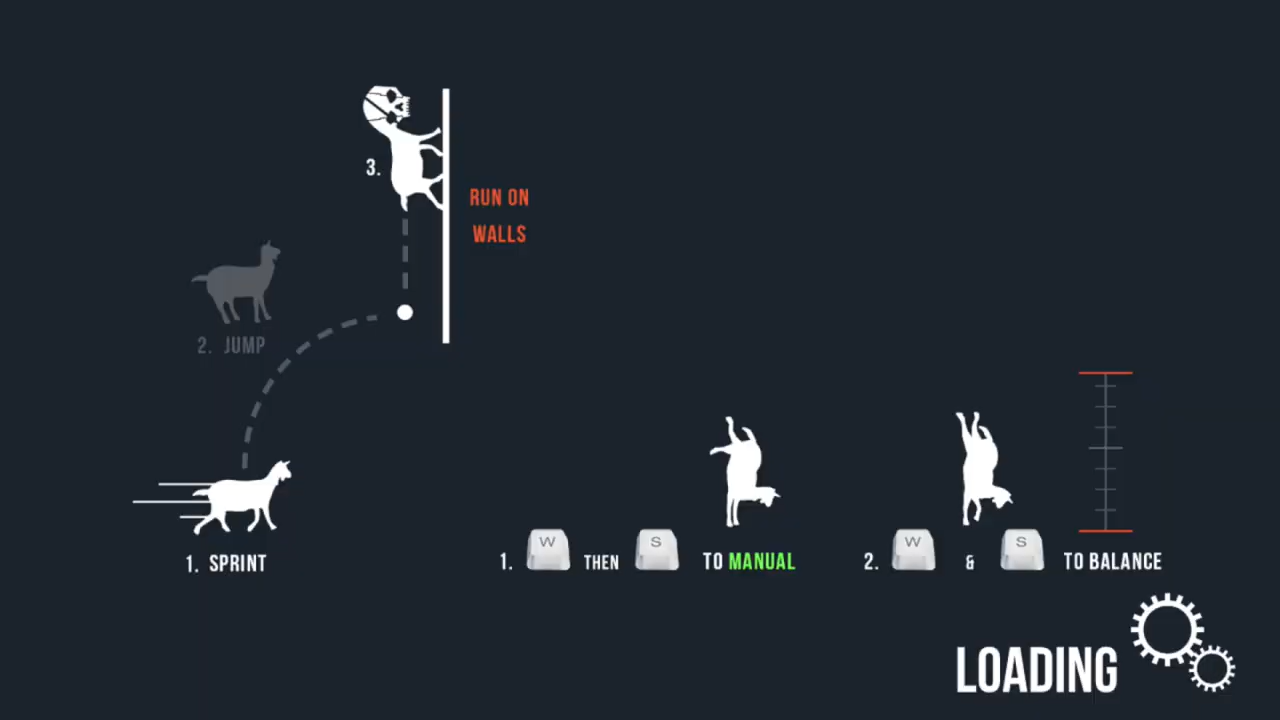 3.
RUN ON
WALLS
2. JUMP
1. SPRINT
1. W THEN S TO MANUAL
2. W & S TO BALANCE
LOADING